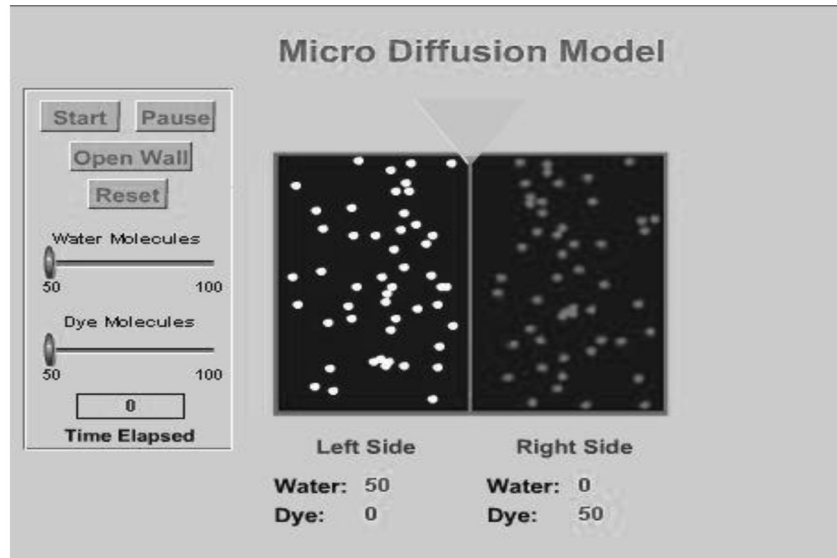 Micro Diffusion Model
Start Pause
Open Wall
Reset
Water Molecules
50 100
Dye Molecules
50 100
0
Time Elapsed
Left Side Right Side
Water: 50 Water: 0
Dye: 0 Dye: 50